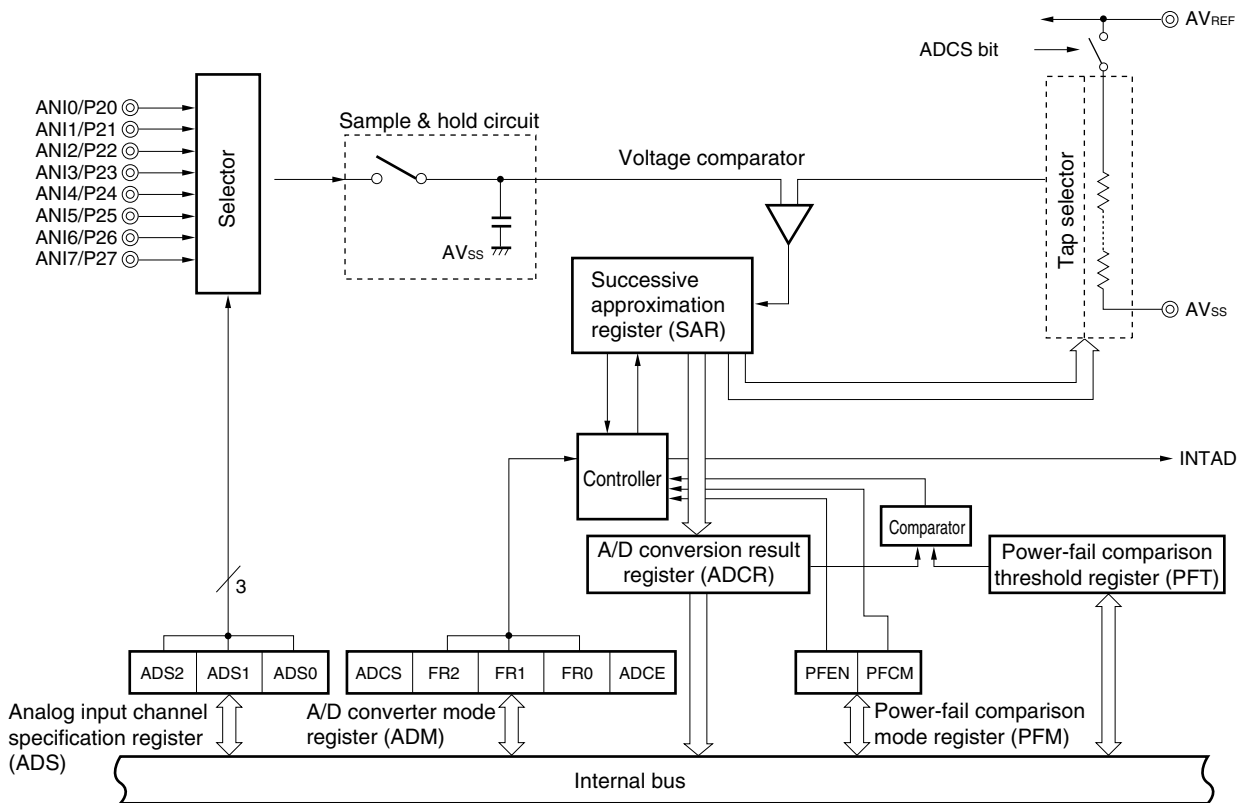 AVREF
ADCS bit
ANI0/P20
ANI1/P21
ANI2/P22
ANI3/P23
ANI4/P24
ANI5/P25
ANI6/P26
ANI7/P27
Selector
Sample & hold circuit
AVSS
Voltage comparator
Tap selector
AVSS
Successive
approximation
register (SAR)
Controller
INTAD
Comparator
A/D conversion result
register (ADCR)
Power-fail comparison
threshold register (PFT)
3
ADS2 ADS1 ADS0
ADCS FR2 FR1 FR0 ADCE
PFEN PFCM
Analog input channel
specification register
(ADS)
A/D converter mode
register (ADM)
Power-fail comparison
mode register (PFM)
Internal bus